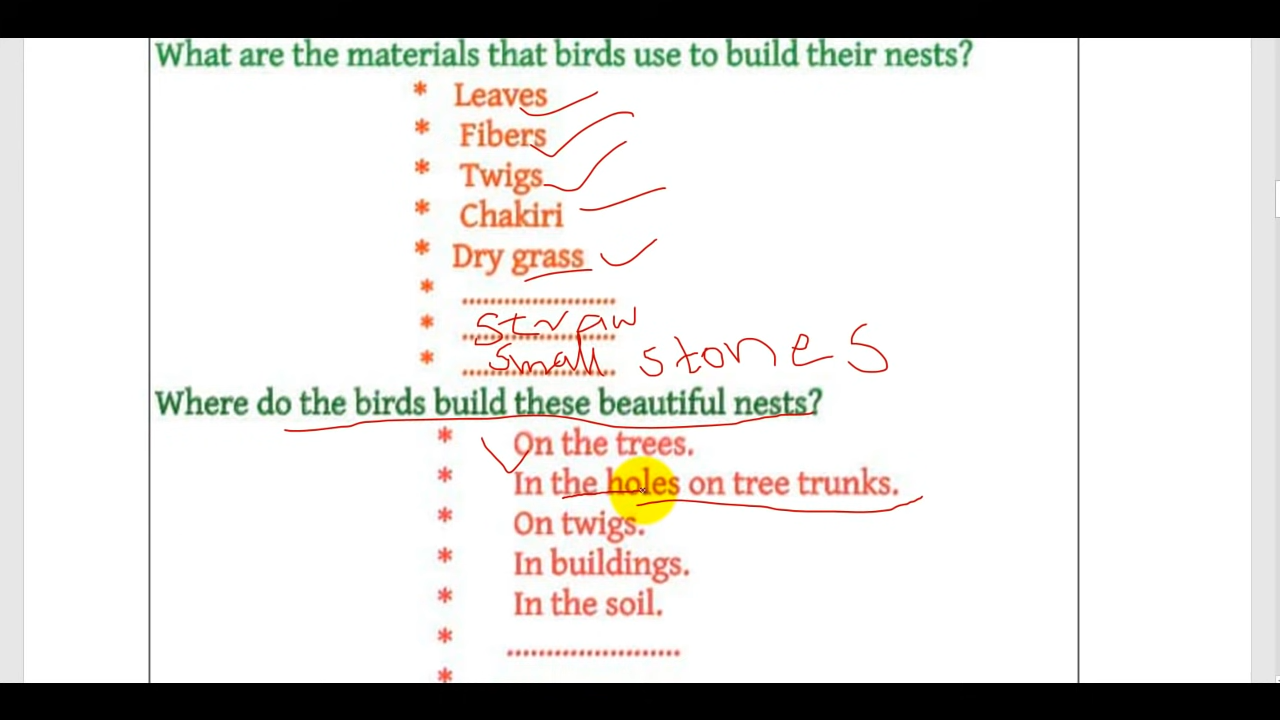 What are the materials that birds use to build their nests?
* Leaves
* Fibers
* Twigs
* Chakiri
* Dry grass
* ......................
* straw
* small stones
Where do the birds build these beautiful nests?
* On the trees.
* In the holes on tree trunks.
* On twigs.
* In buildings.
* In the soil.
* ......................
*